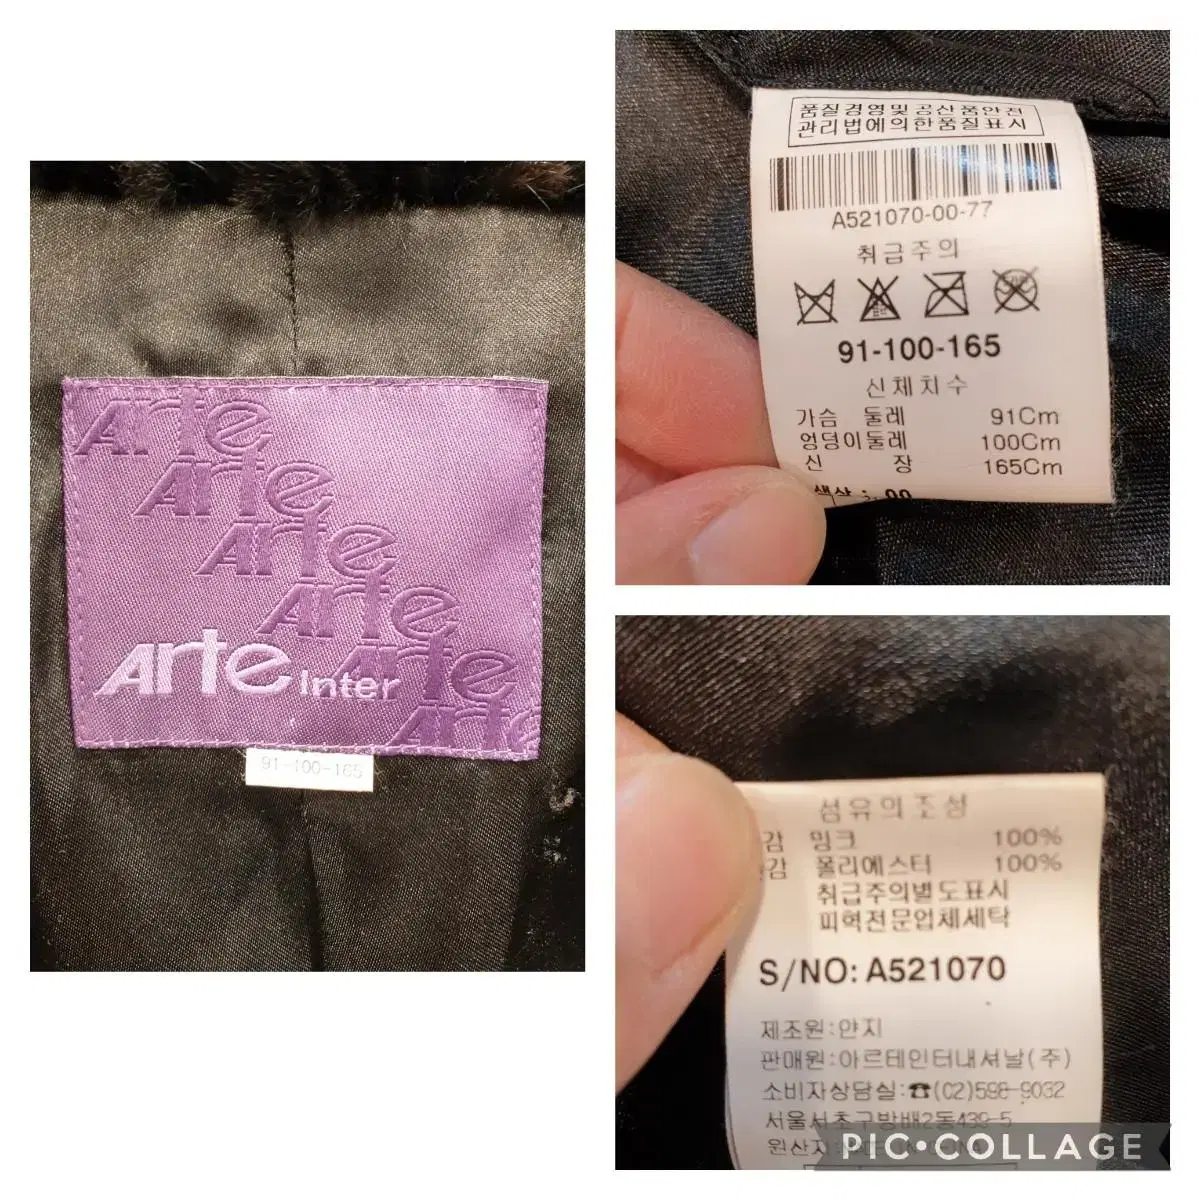 Arte
Arte
Arte
Arte
Arte
Arte Inter
Arte
91-100-165
품질경영및공산품안전
관리법에의한품질표시
A521070-00-77
취급주의
91-100-165
신체치수
가슴 둘레 91Cm
엉덩이둘레 100Cm
신 장 165Cm
색상 : 00
섬유의조성
감 밍크 100%
감 폴리에스터 100%
취급주의별도표시
피혁전문업체세탁
S/NO: A521070
제조원:얀지
판매원:아르테인터내셔날(주)
소비자상담실:☎(02)598-9032
서울서초구방배2동439-5
원산지
PIC•COLLAGE